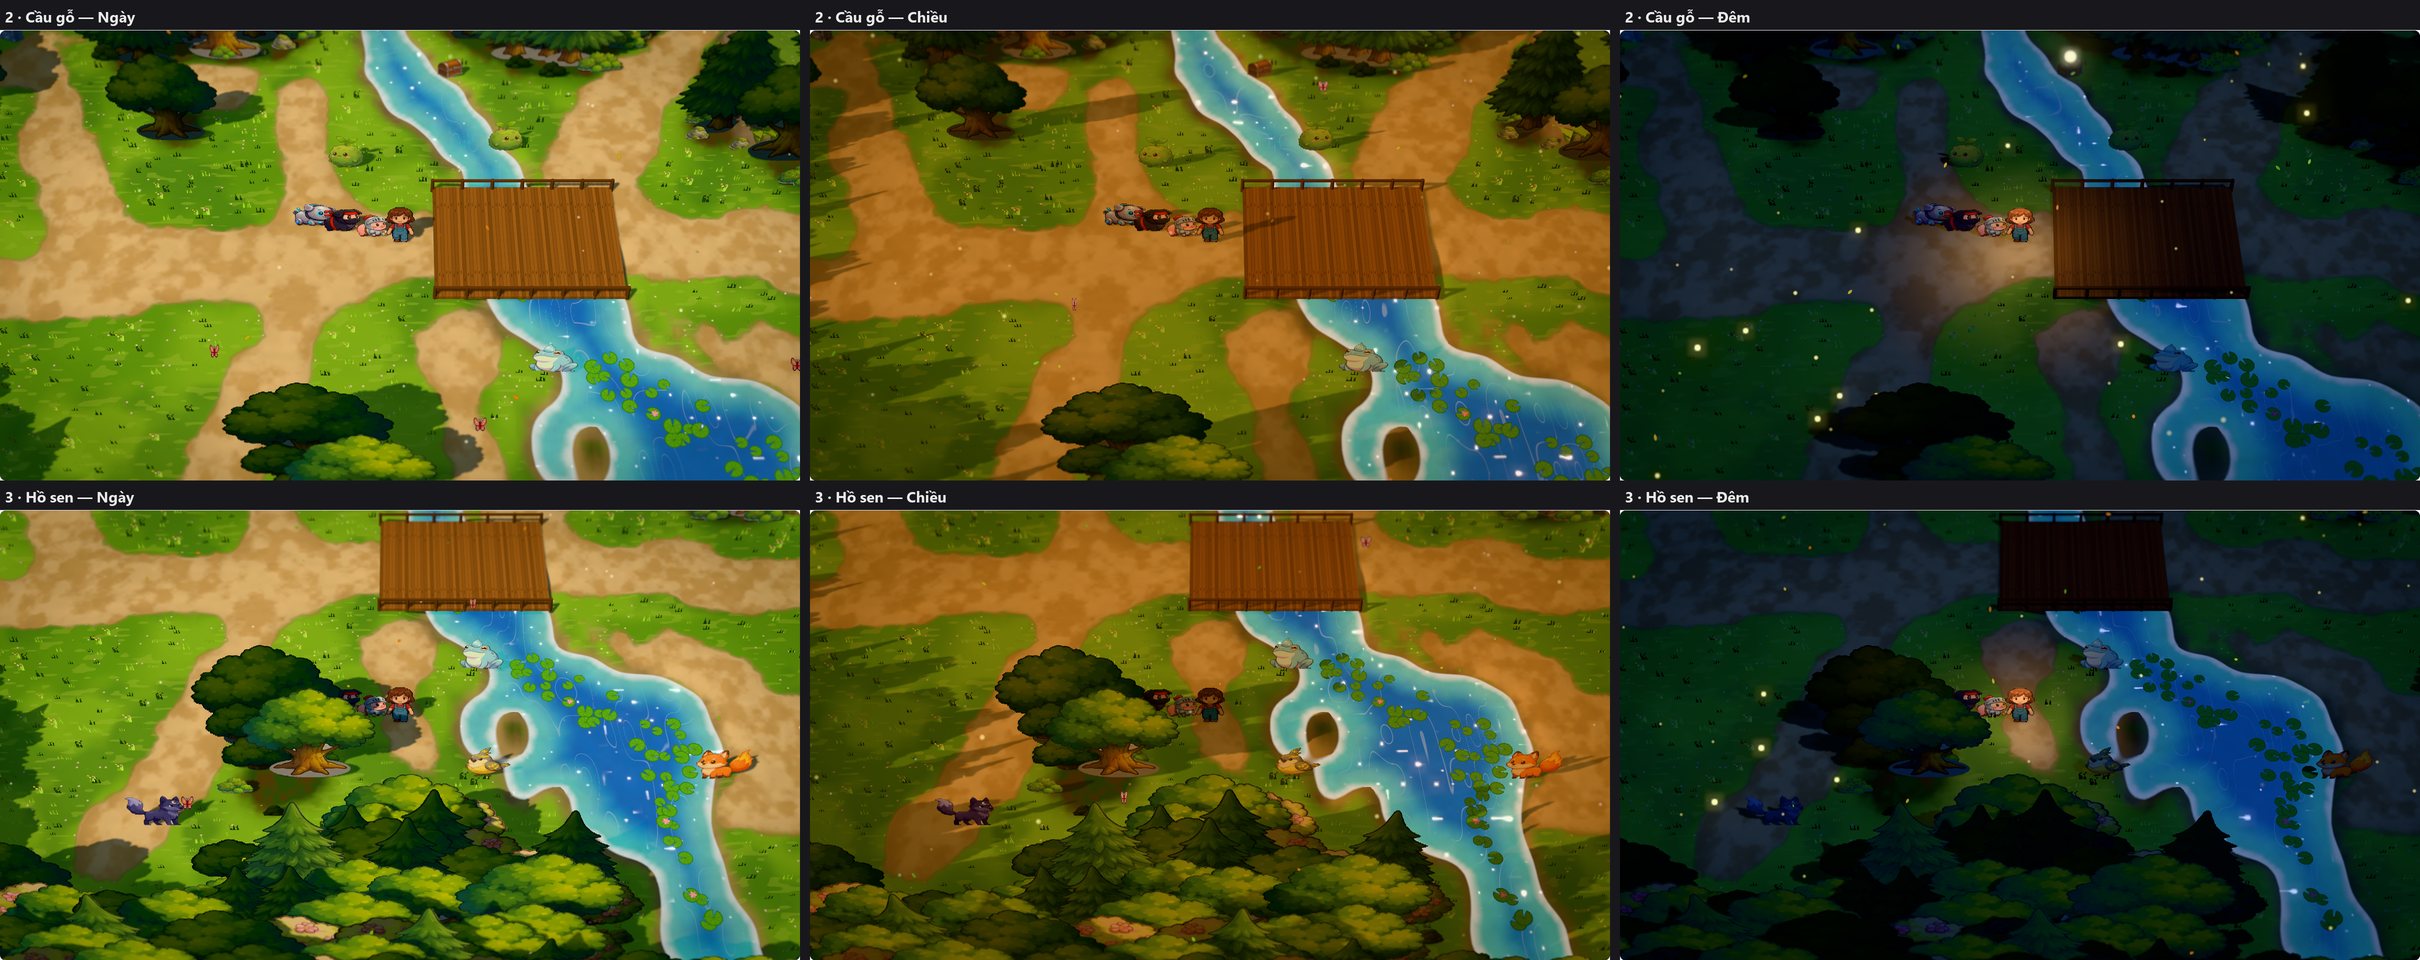 2 · Cầu gỗ — Ngày
2 · Cầu gỗ — Chiều
2 · Cầu gỗ — Đêm
3 · Hồ sen — Ngày
3 · Hồ sen — Chiều
3 · Hồ sen — Đêm